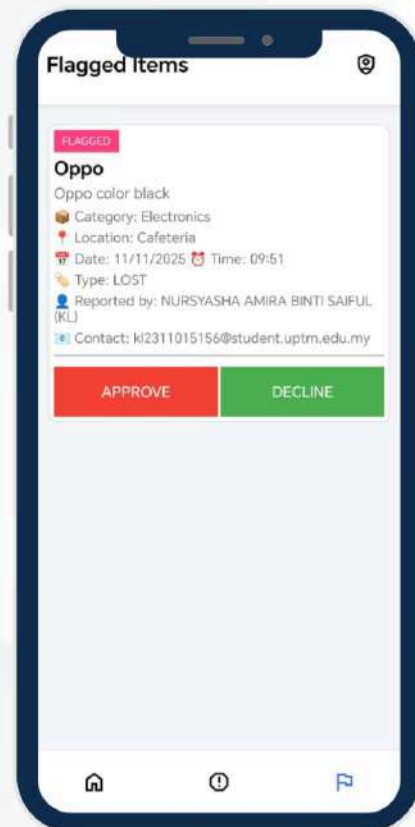 Flagged Items
FLAGGED
Oppo
Oppo color black
📦 Category: Electronics
📍 Location: Cafeteria
📅 Date: 11/11/2025 ⏰ Time: 09:51
🏷️ Type: LOST
👤 Reported by: NURSYASHA AMIRA BINTI SAIFUL
(KL)
📧 Contact: kl2311015156@student.uptm.edu.my
APPROVE DECLINE